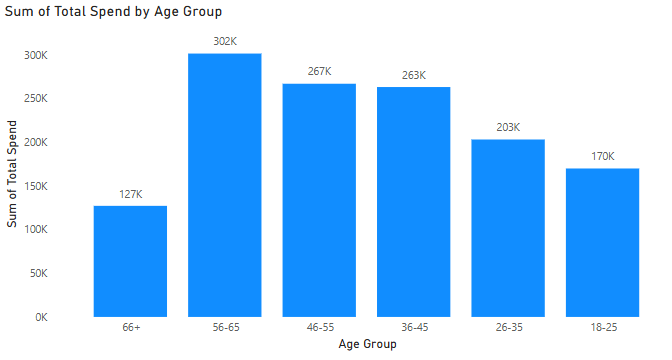 Sum of Total Spend by Age Group
302K
300K
267K
263K
250K
203K
200K
170K
150K
127K
100K
50K
0K
Sum of Total Spend
66+ 56-65 46-55 36-45 26-35 18-25
Age Group